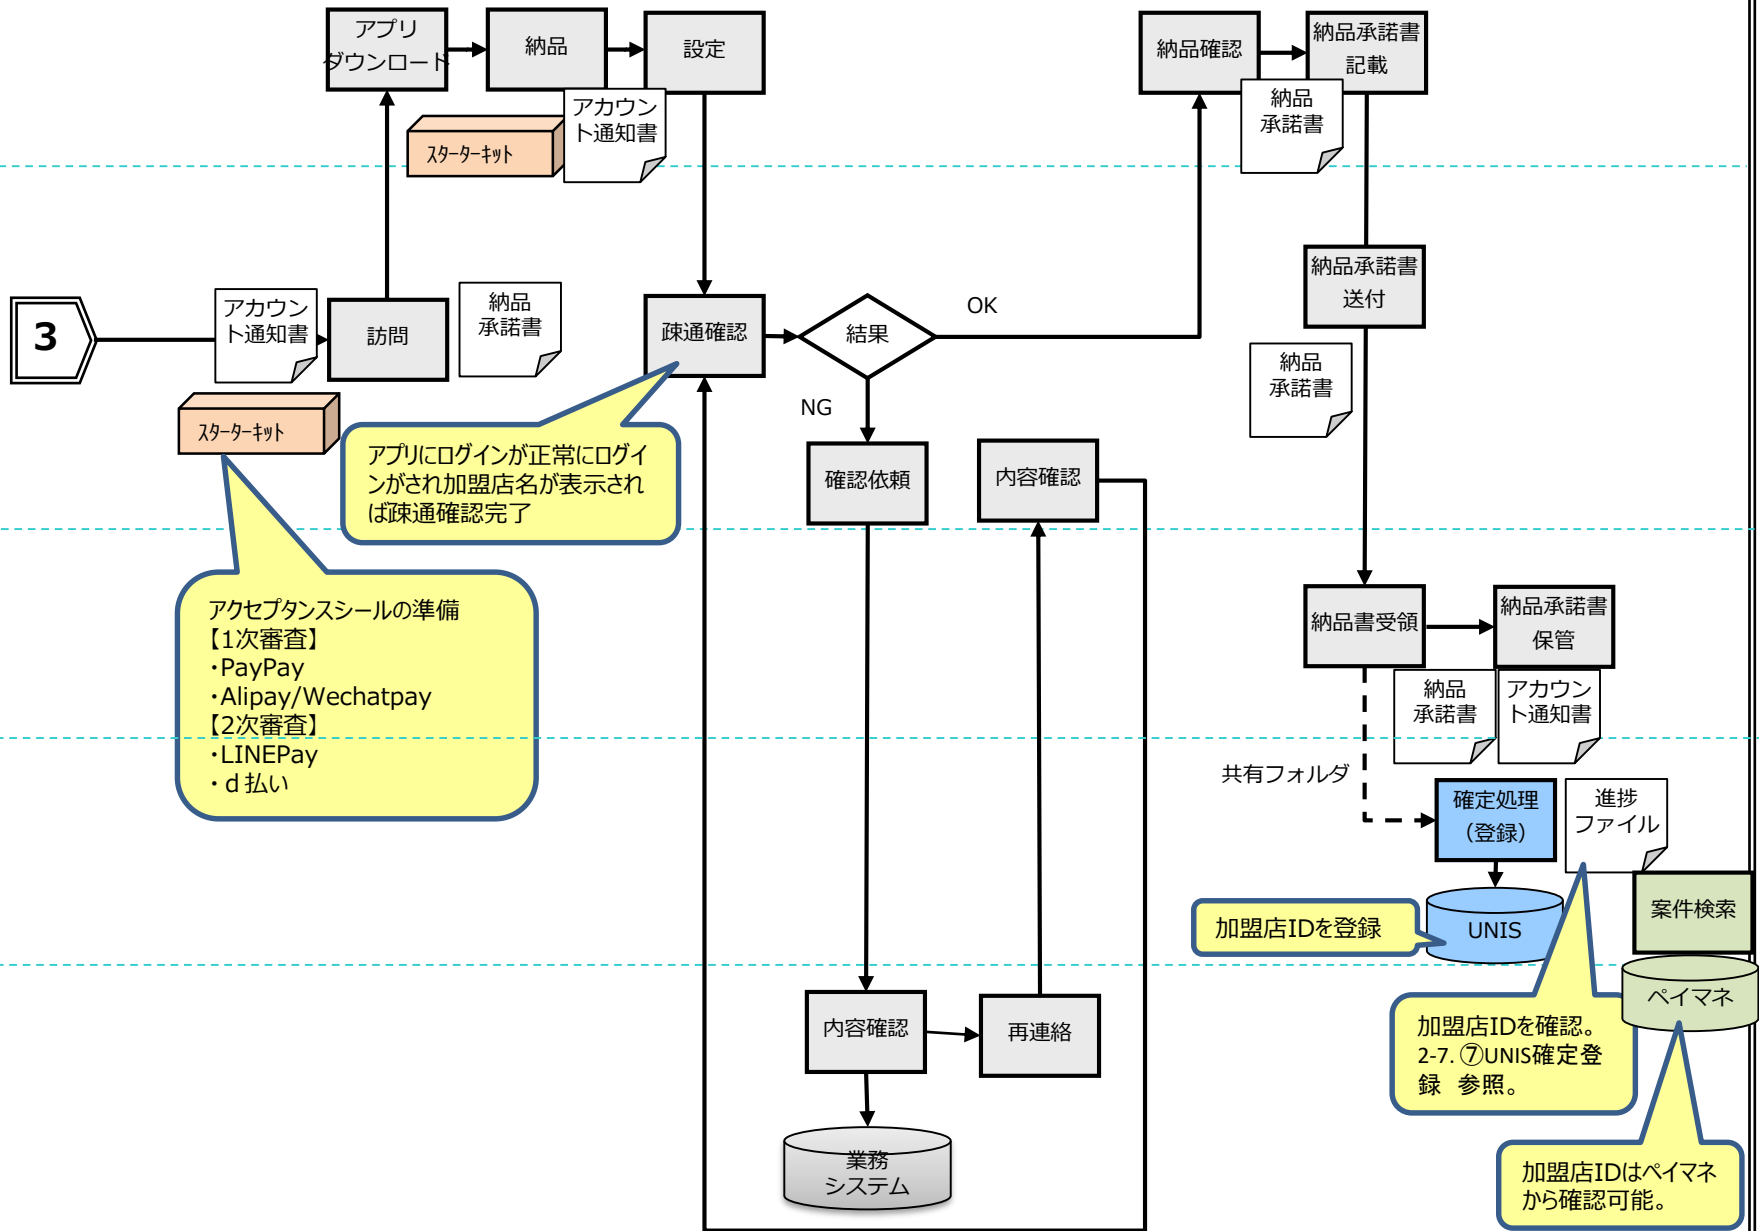 アプリ
ダウンロード
納品
設定
スターターキット
アカウン
ト通知書
納品確認
納品承諾書
記載
納品
承諾書
3
アカウン
ト通知書
訪問
納品
承諾書
スターターキット
疎通確認
結果
OK
NG
納品承諾書
送付
納品
承諾書
アプリにログインが正常にログイ
ンがされ加盟店名が表示され
ば疎通確認完了
確認依頼
内容確認
アクセプタンスシールの準備
【1次審査】
・PayPay
・Alipay/Wechatpay
【2次審査】
・LINEPay
・ｄ払い
納品書受領
納品承諾書
保管
納品
承諾書
アカウン
ト通知書
共有フォルダ
確定処理
（登録）
進捗
ファイル
加盟店IDを登録
UNIS
案件検索
ペイマネ
内容確認
再連絡
業務
システム
加盟店IDを確認。
2-7. ⑦UNIS確定登
録　参照。
加盟店IDはペイマネ
から確認可能。